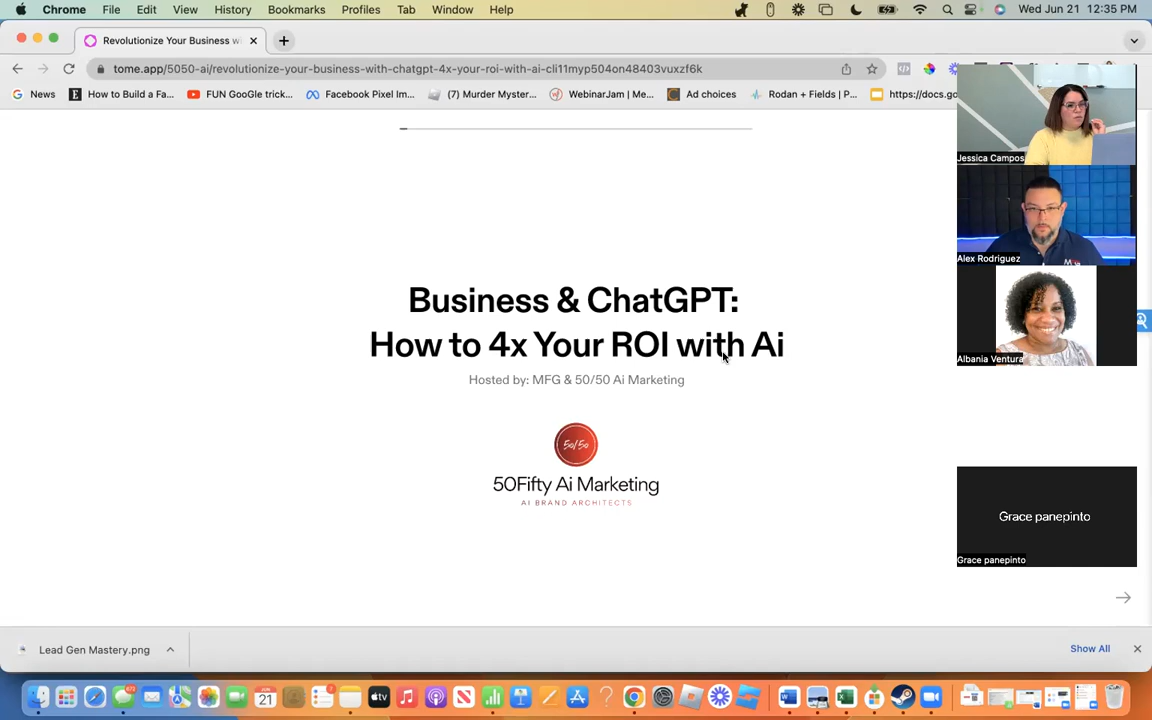 Chrome File Edit View History Bookmarks Profiles Tab Window Help Wed Jun 21 12:35 PM
Revolutionize Your Business w
tome.app/5050-ai/revolutionize-your-business-with-chatgpt-4x-your-roi-with-ai-cli11myp504on48403vuxzf6k
News How to Build a Fa... FUN GooGle trick... Facebook Pixel Im... (7) Murder Myster... WebinarJam | Me... Ad choices Rodan + Fields | P... https://docs.go
Jessica Campos
Alex Rodriguez
Albania Ventura
Business & ChatGPT:
How to 4x Your ROI with Ai
Hosted by: MFG & 50/50 Ai Marketing
50/50
50Fifty Ai Marketing
AI BRAND ARCHITECTS
Grace panepinto
Grace panepinto
Lead Gen Mastery.png
Show All
JUN
21
tv